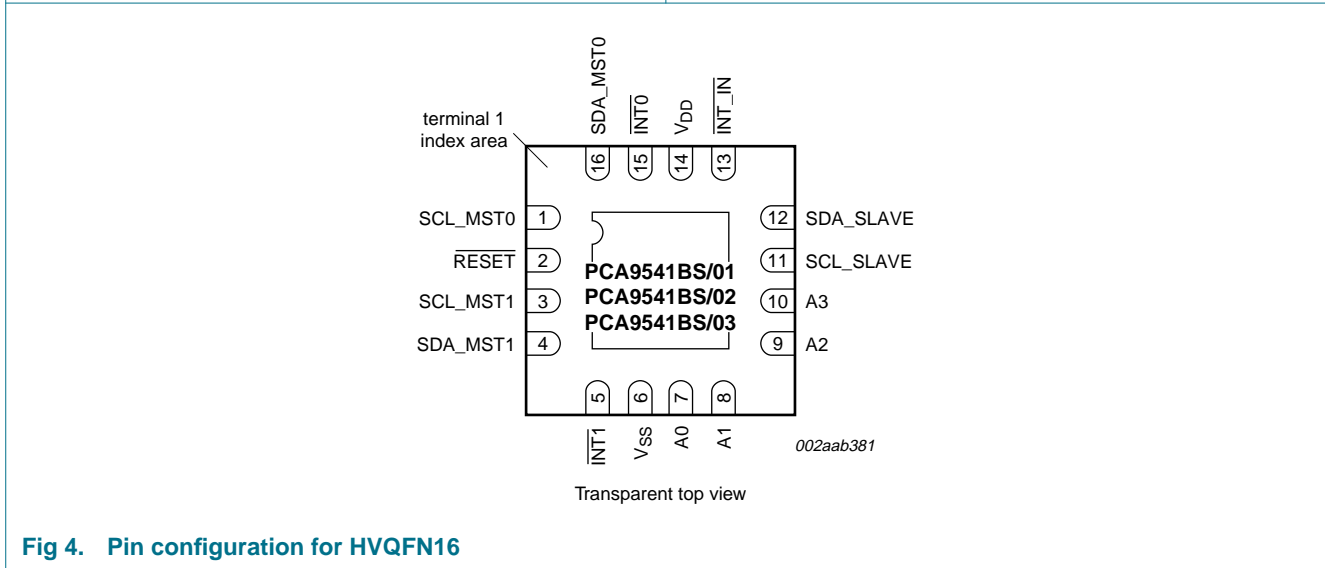 SDA_MST0
INT0
VDD
INT_IN
terminal 1
index area
16
15
14
13
SCL_MST0 1
12 SDA_SLAVE
RESET 2
11 SCL_SLAVE
SCL_MST1 3
10 A3
SDA_MST1 4
9 A2
PCA9541BS/01
PCA9541BS/02
PCA9541BS/03
5
6
7
8
INT1
VSS
A0
A1
002aab381
Transparent top view
Fig 4. Pin configuration for HVQFN16